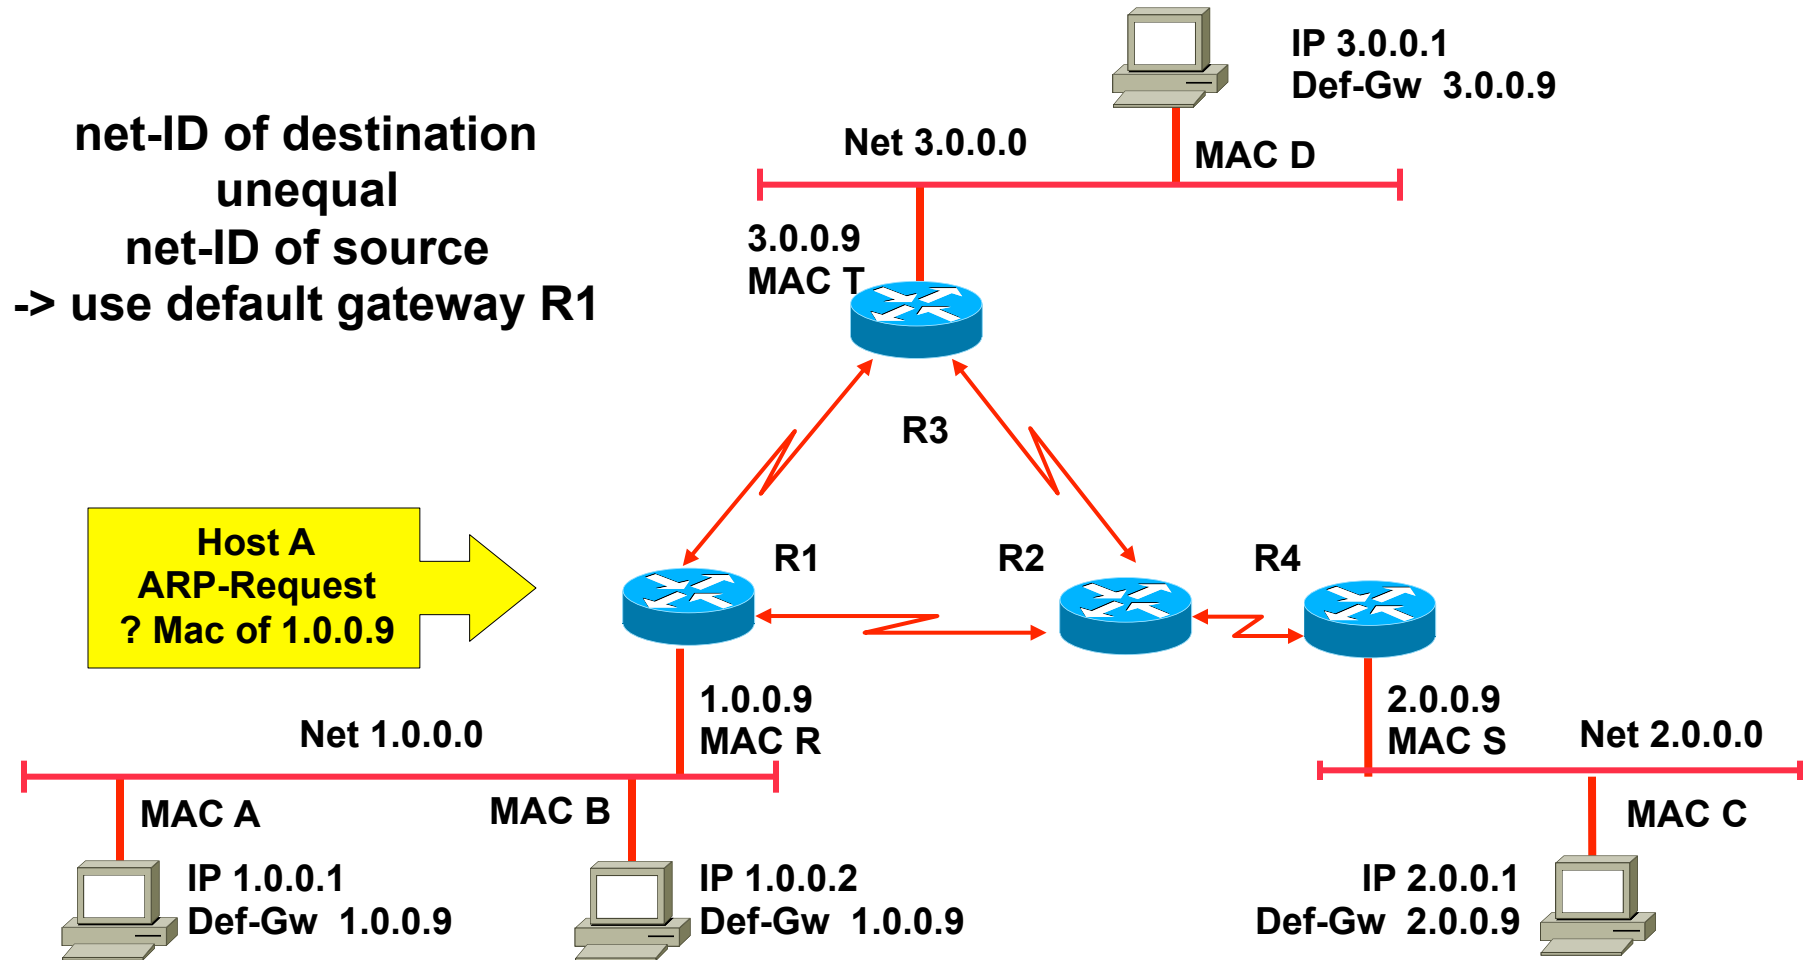 IP 3.0.0.1
Def-Gw 3.0.0.9
net-ID of destination
unequal
net-ID of source
-> use default gateway R1
Net 3.0.0.0
MAC D
3.0.0.9
MAC T
R3
Host A
ARP-Request
? Mac of 1.0.0.9
R1
R2
R4
1.0.0.9
MAC R
2.0.0.9
MAC S
Net 1.0.0.0
Net 2.0.0.0
MAC A
MAC B
MAC C
IP 1.0.0.1
Def-Gw 1.0.0.9
IP 1.0.0.2
Def-Gw 1.0.0.9
IP 2.0.0.1
Def-Gw 2.0.0.9